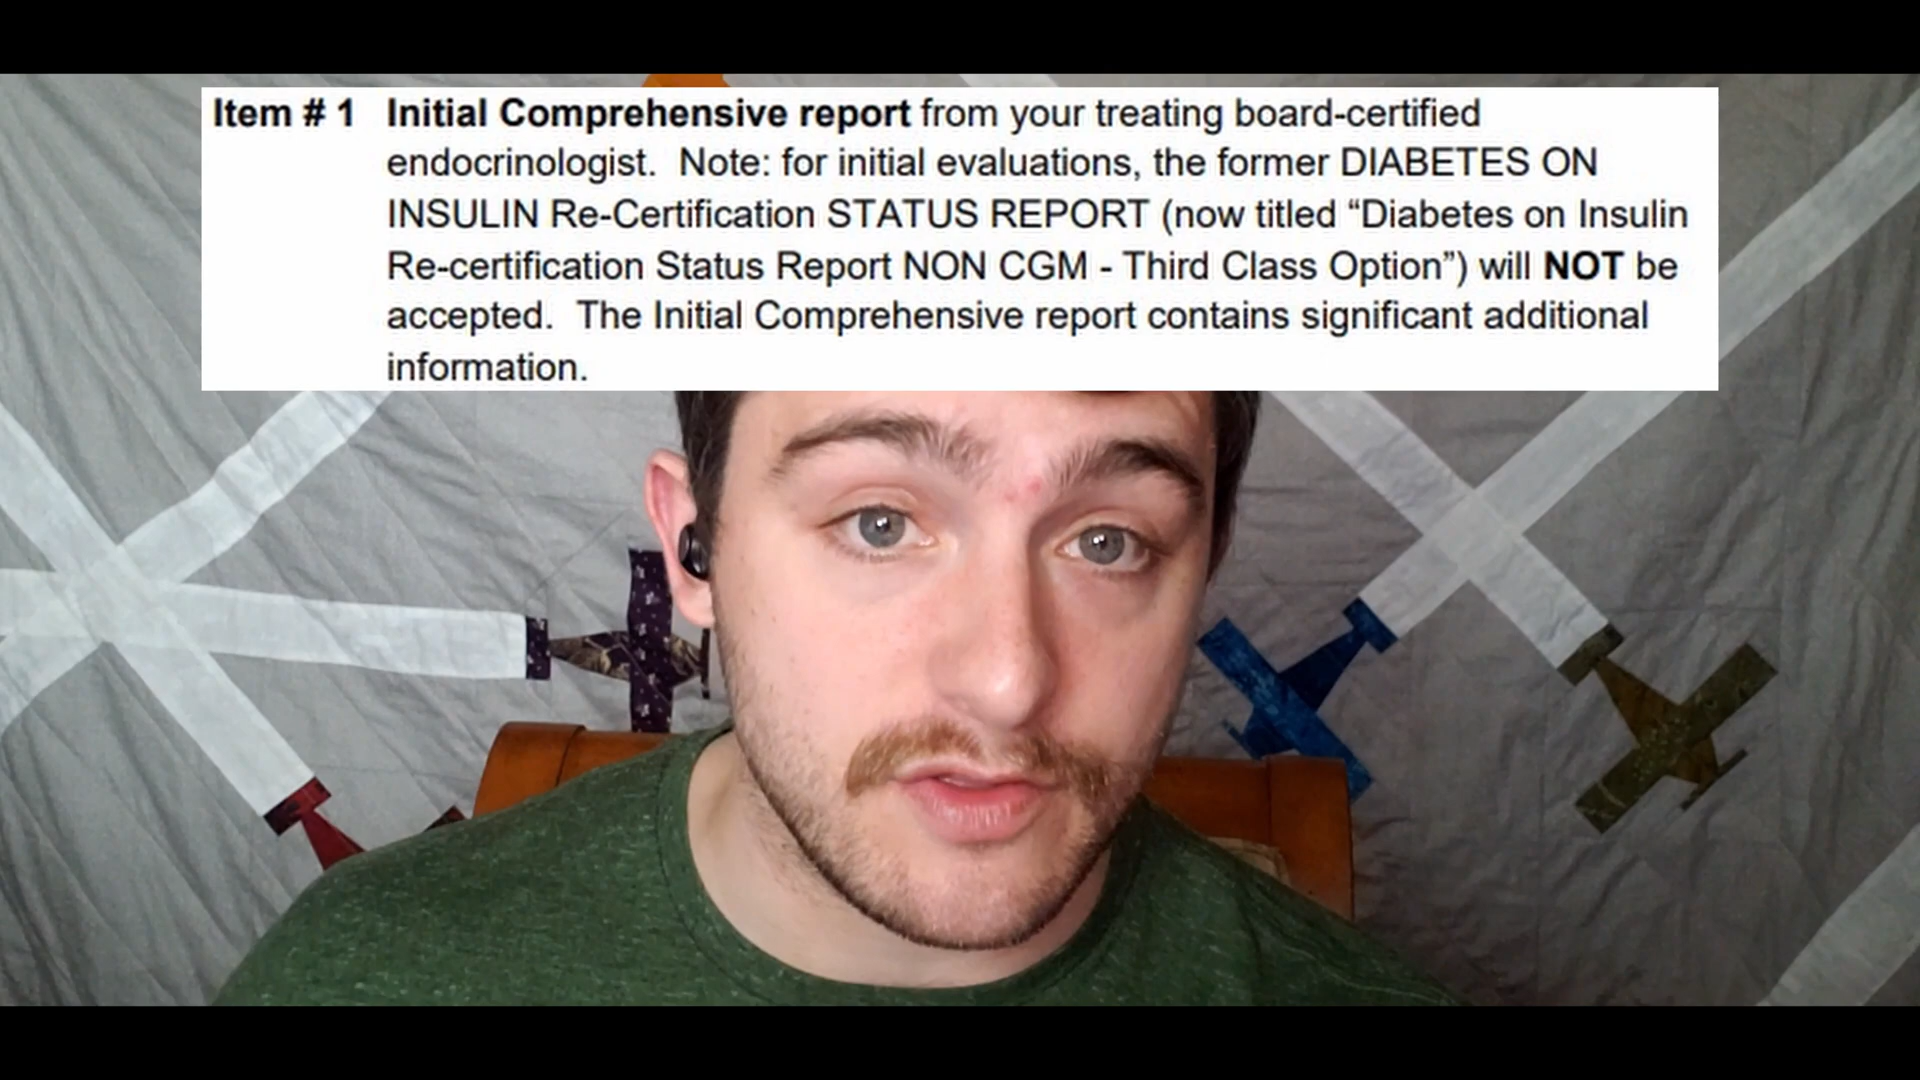 Item # 1 Initial Comprehensive report from your treating board-certified
endocrinologist.  Note: for initial evaluations, the former DIABETES ON
INSULIN Re-Certification STATUS REPORT (now titled “Diabetes on Insulin
Re-certification Status Report NON CGM - Third Class Option”) will NOT be
accepted.  The Initial Comprehensive report contains significant additional
information.